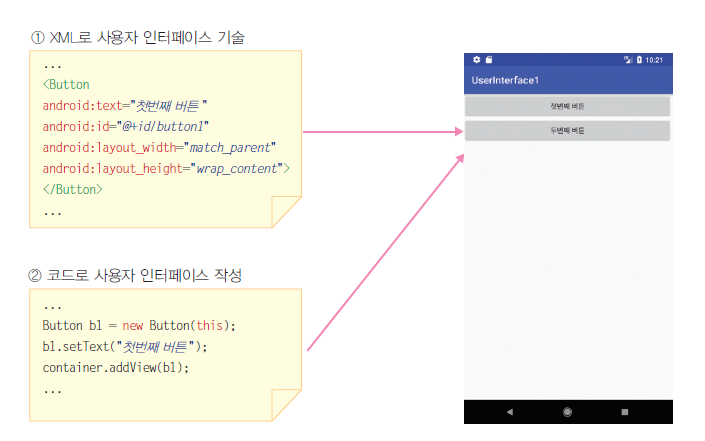 ① XML로 사용자 인터페이스 기술
...
<Button
android:text="첫번째 버튼 "
android:id="@+id/button1"
android:layout_width="match_parent"
android:layout_height="wrap_content">
</Button>
...
② 코드로 사용자 인터페이스 작성
...
Button b1 = new Button(this);
b1.setText("첫번째 버튼");
container.addView(b1);
...
10:21
UserInterface1
첫번째 버튼
두번째 버튼